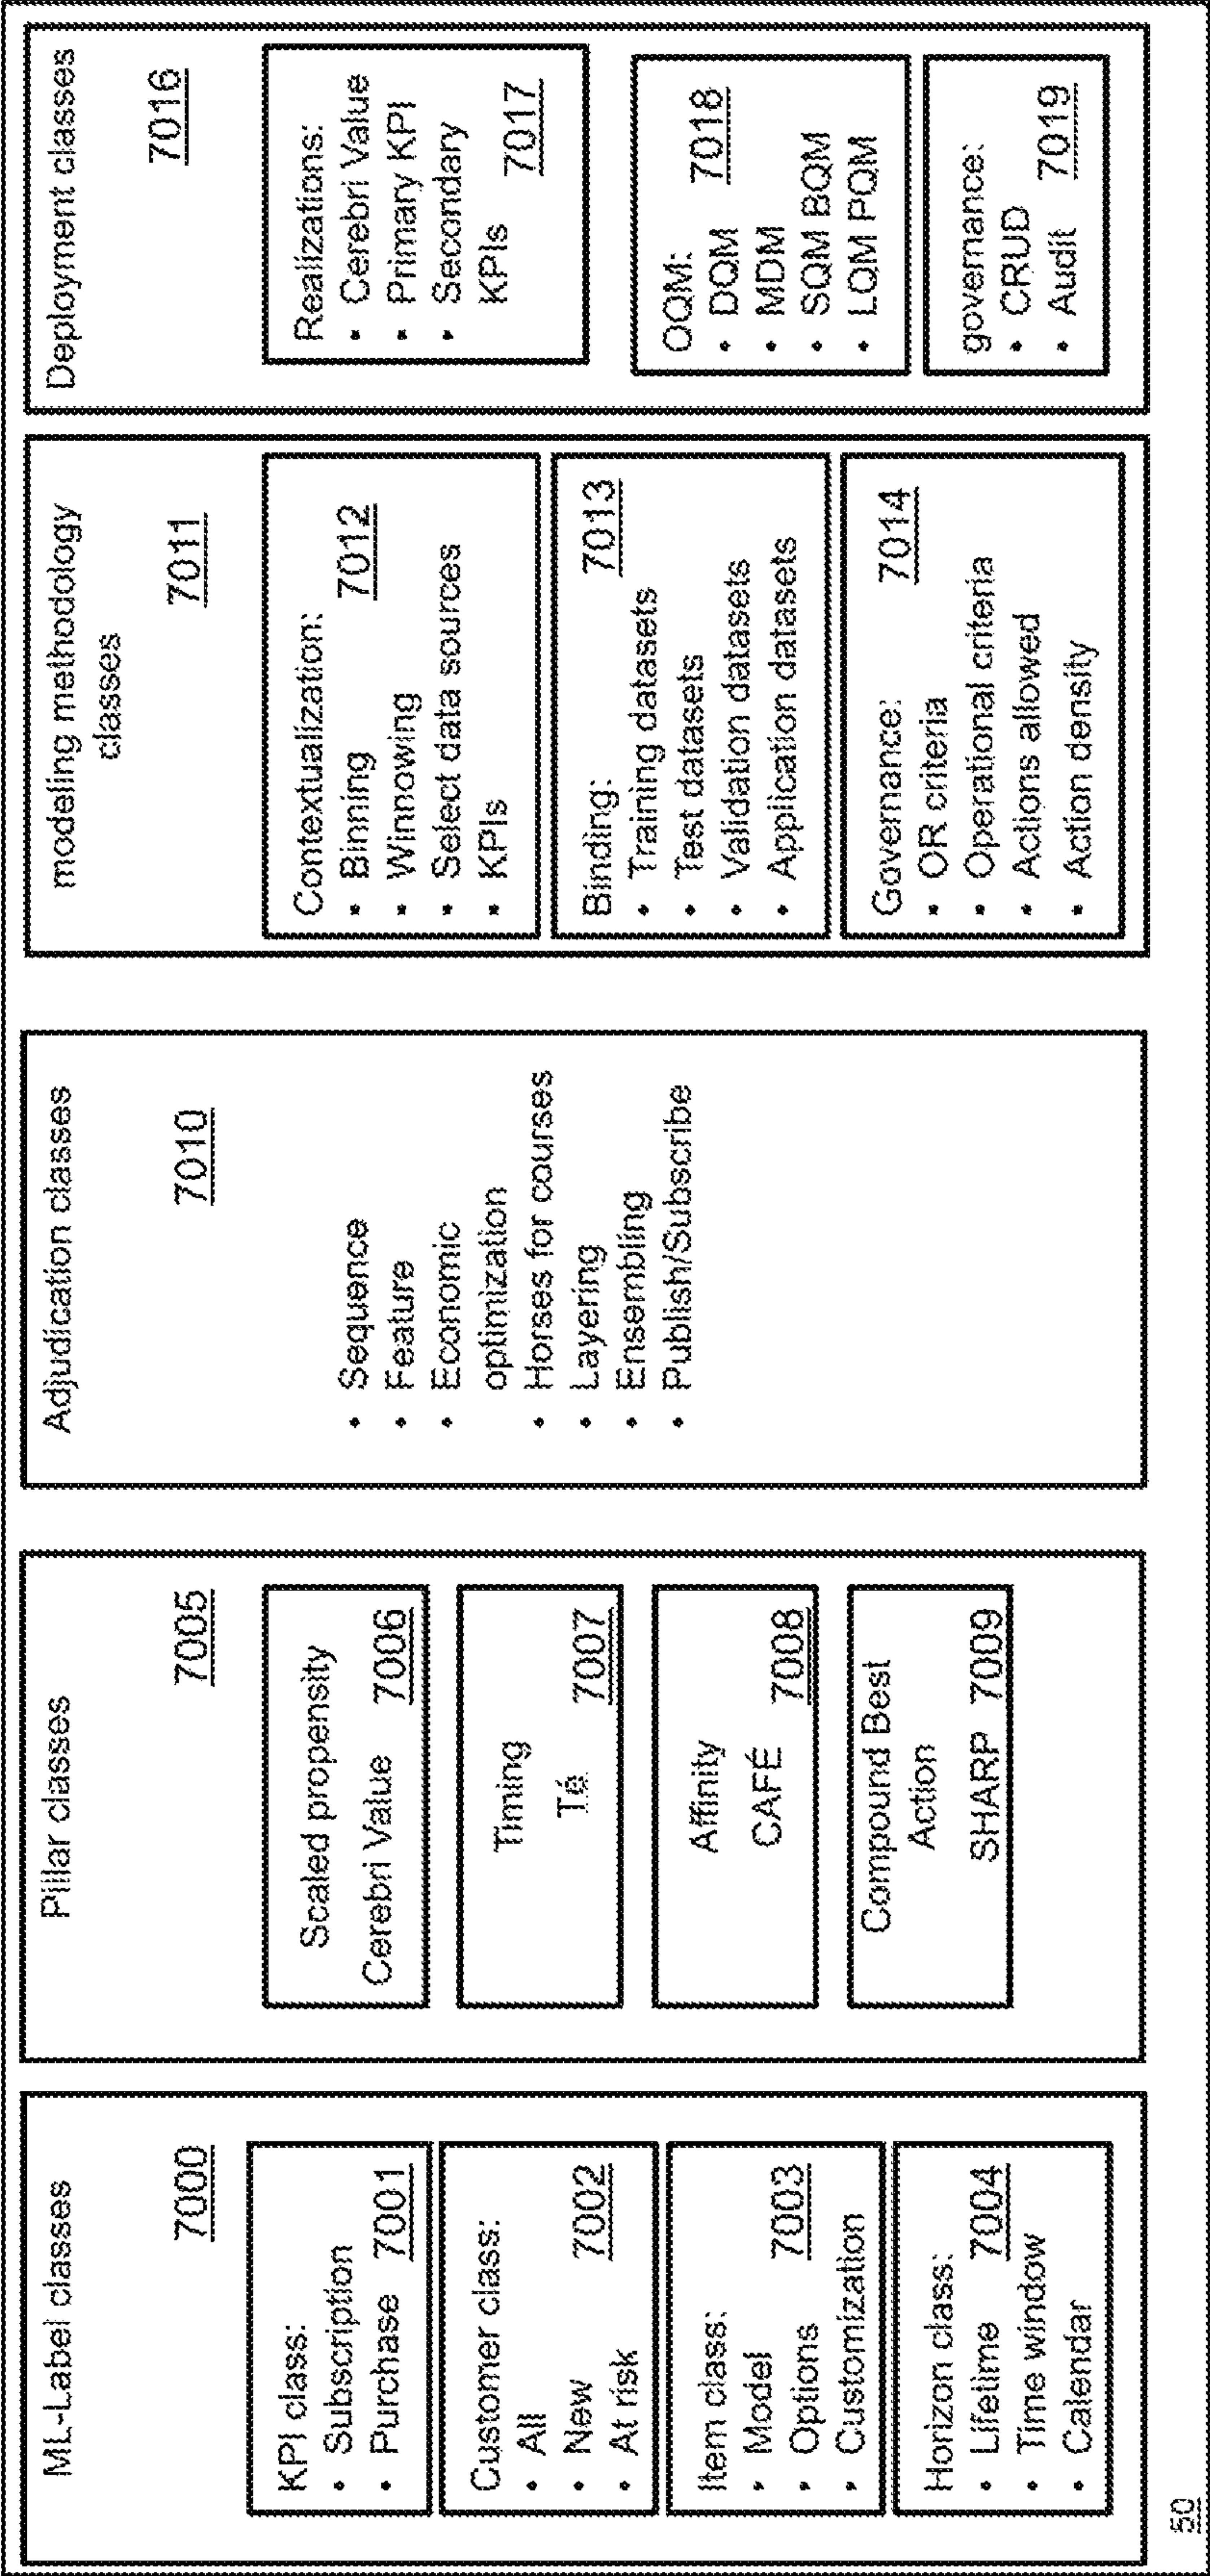 ML-Label classes
7000
KPI class:
• Subscription
• Purchase 7001
Customer class:
• All
• New 7002
• At risk
Item class:
• Model
• Options 7003
• Customization
Horizon class:
• Lifetime 7004
• Time window
• Calendar
Pillar classes
7005
Scaled propensity
Cerebri Value 7006
Timing
Té 7007
Affinity
CAFÉ 7008
Compound Best
Action
SHARP 7009
Adjudication classes
7010
• Sequence
• Feature
• Economic
optimization
• Horses for courses
• Layering
• Ensembling
• Publish/Subscribe
modeling methodology
classes
7011
Contextualization:
• Binning 7012
• Winnowing
• Select data sources
• KPIs
Binding: 7013
• Training datasets
• Test datasets
• Validation datasets
• Application datasets
Governance: 7014
• OR criteria
• Operational criteria
• Actions allowed
• Action density
Deployment classes
7016
Realizations:
• Cerebri Value
• Primary KPI
• Secondary
KPIs 7017
OQM: 7018
• DQM
• MDM
• SQM BQM
• LQM PQM
governance:
• CRUD
• Audit 7019
50